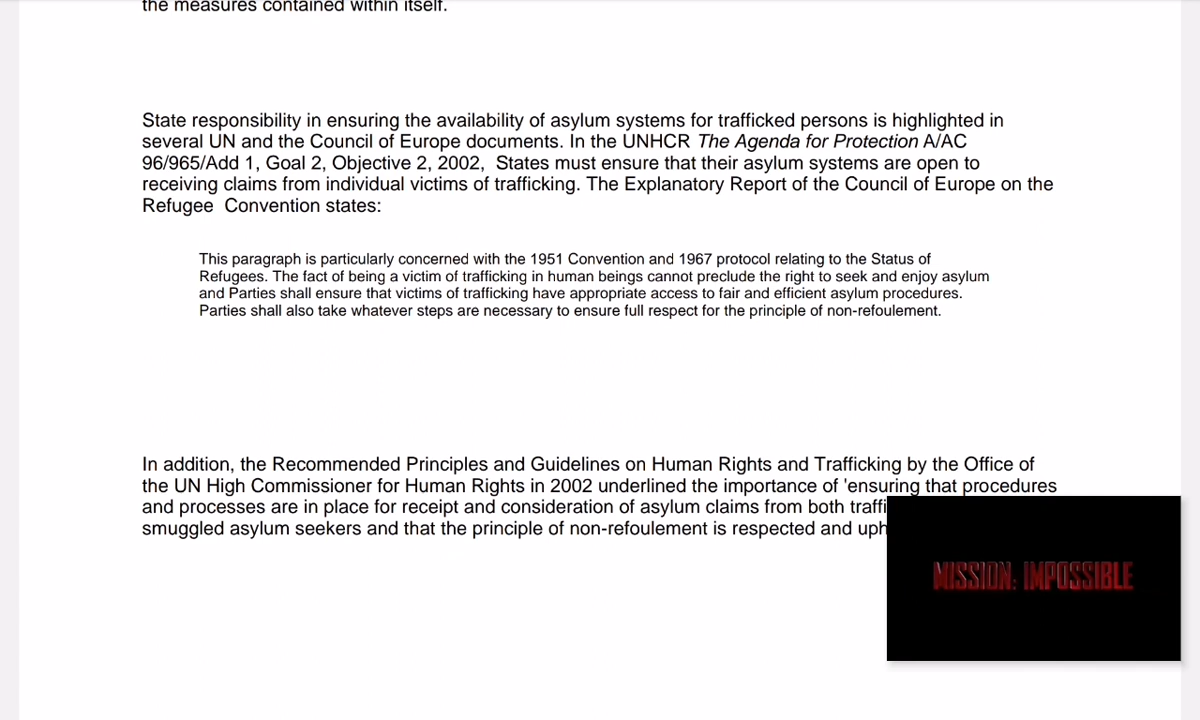 the measures contained within itself.
State responsibility in ensuring the availability of asylum systems for trafficked persons is highlighted in
several UN and the Council of Europe documents. In the UNHCR The Agenda for Protection A/AC
96/965/Add 1, Goal 2, Objective 2, 2002,  States must ensure that their asylum systems are open to
receiving claims from individual victims of trafficking. The Explanatory Report of the Council of Europe on the
Refugee  Convention states:
This paragraph is particularly concerned with the 1951 Convention and 1967 protocol relating to the Status of
Refugees. The fact of being a victim of trafficking in human beings cannot preclude the right to seek and enjoy asylum
and Parties shall ensure that victims of trafficking have appropriate access to fair and efficient asylum procedures.
Parties shall also take whatever steps are necessary to ensure full respect for the principle of non-refoulement.
In addition, the Recommended Principles and Guidelines on Human Rights and Trafficking by the Office of
the UN High Commissioner for Human Rights in 2002 underlined the importance of 'ensuring that procedures
and processes are in place for receipt and consideration of asylum claims from both
smuggled asylum seekers and that the principle of non-refoulement is respected and
MISSION: IMPOSSIBLE